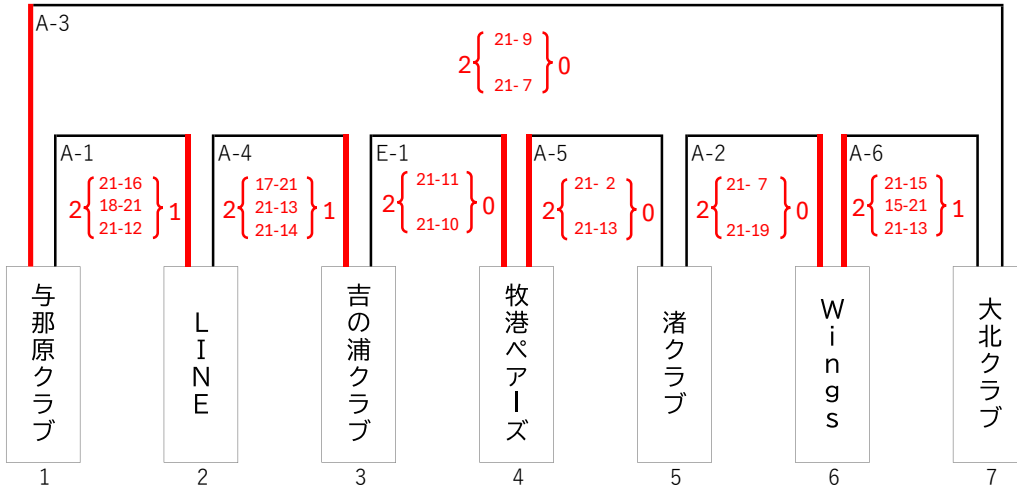 A-3
21-9
2 0
21-7
A-1
21-16
2 18-21 1
21-12
A-4
17-21
2 21-13 1
21-14
E-1
21-11
2 0
21-10
A-5
21-2
2 0
21-13
A-2
21-7
2 0
21-19
A-6
21-15
2 15-21 1
21-13
与那原クラブ
LINE
吉の浦クラブ
牧港ペアーズ
渚クラブ
Wings
大北クラブ
1 2 3 4 5 6 7